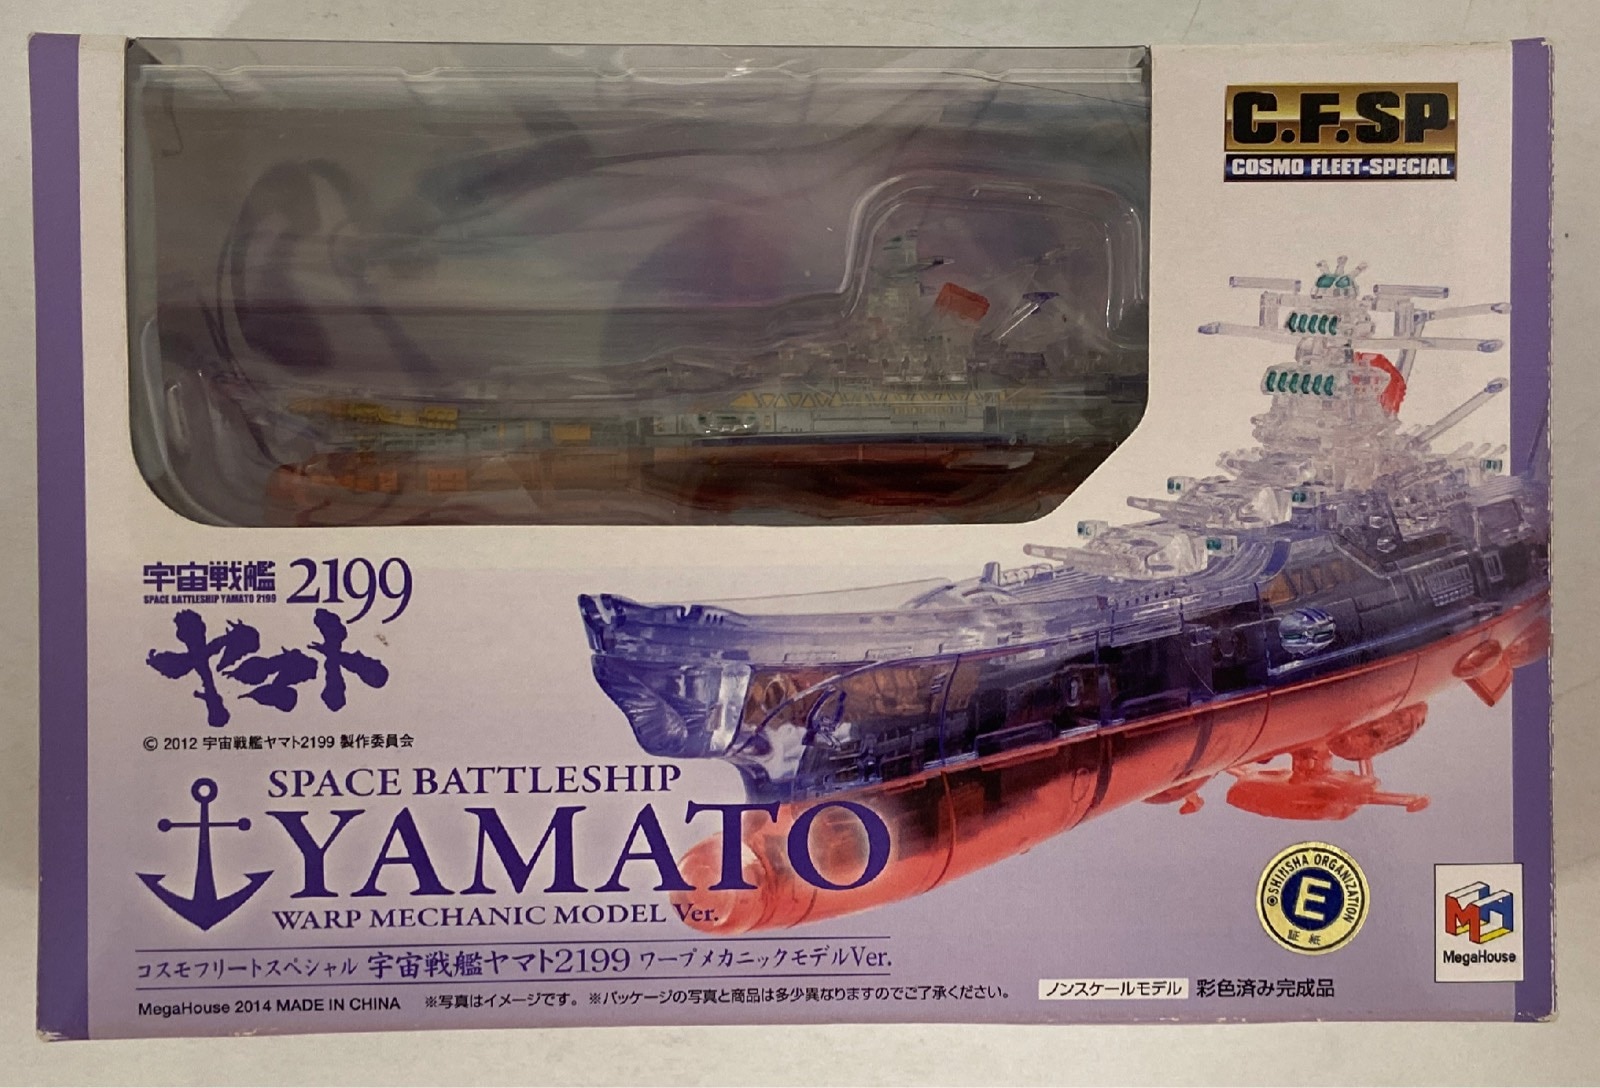 C.F.SP
COSMO FLEET-SPECIAL
宇宙戦艦 2199
SPACE BATTLESHIP YAMATO 2199
ヤマト
© 2012 宇宙戦艦ヤマト2199 製作委員会
SPACE BATTLESHIP
YAMATO
WARP MECHANIC MODEL Ver.
コスモフリートスペシャル 宇宙戦艦ヤマト2199 ワープメカニックモデルVer.
MegaHouse 2014 MADE IN CHINA ※写真はイメージです。 ※パッケージの写真と商品は多少異なりますのでご了承ください。
ノンスケールモデル 彩色済み完成品
©SHINSHA ORGANIZATION
E
証紙
MH
MegaHouse